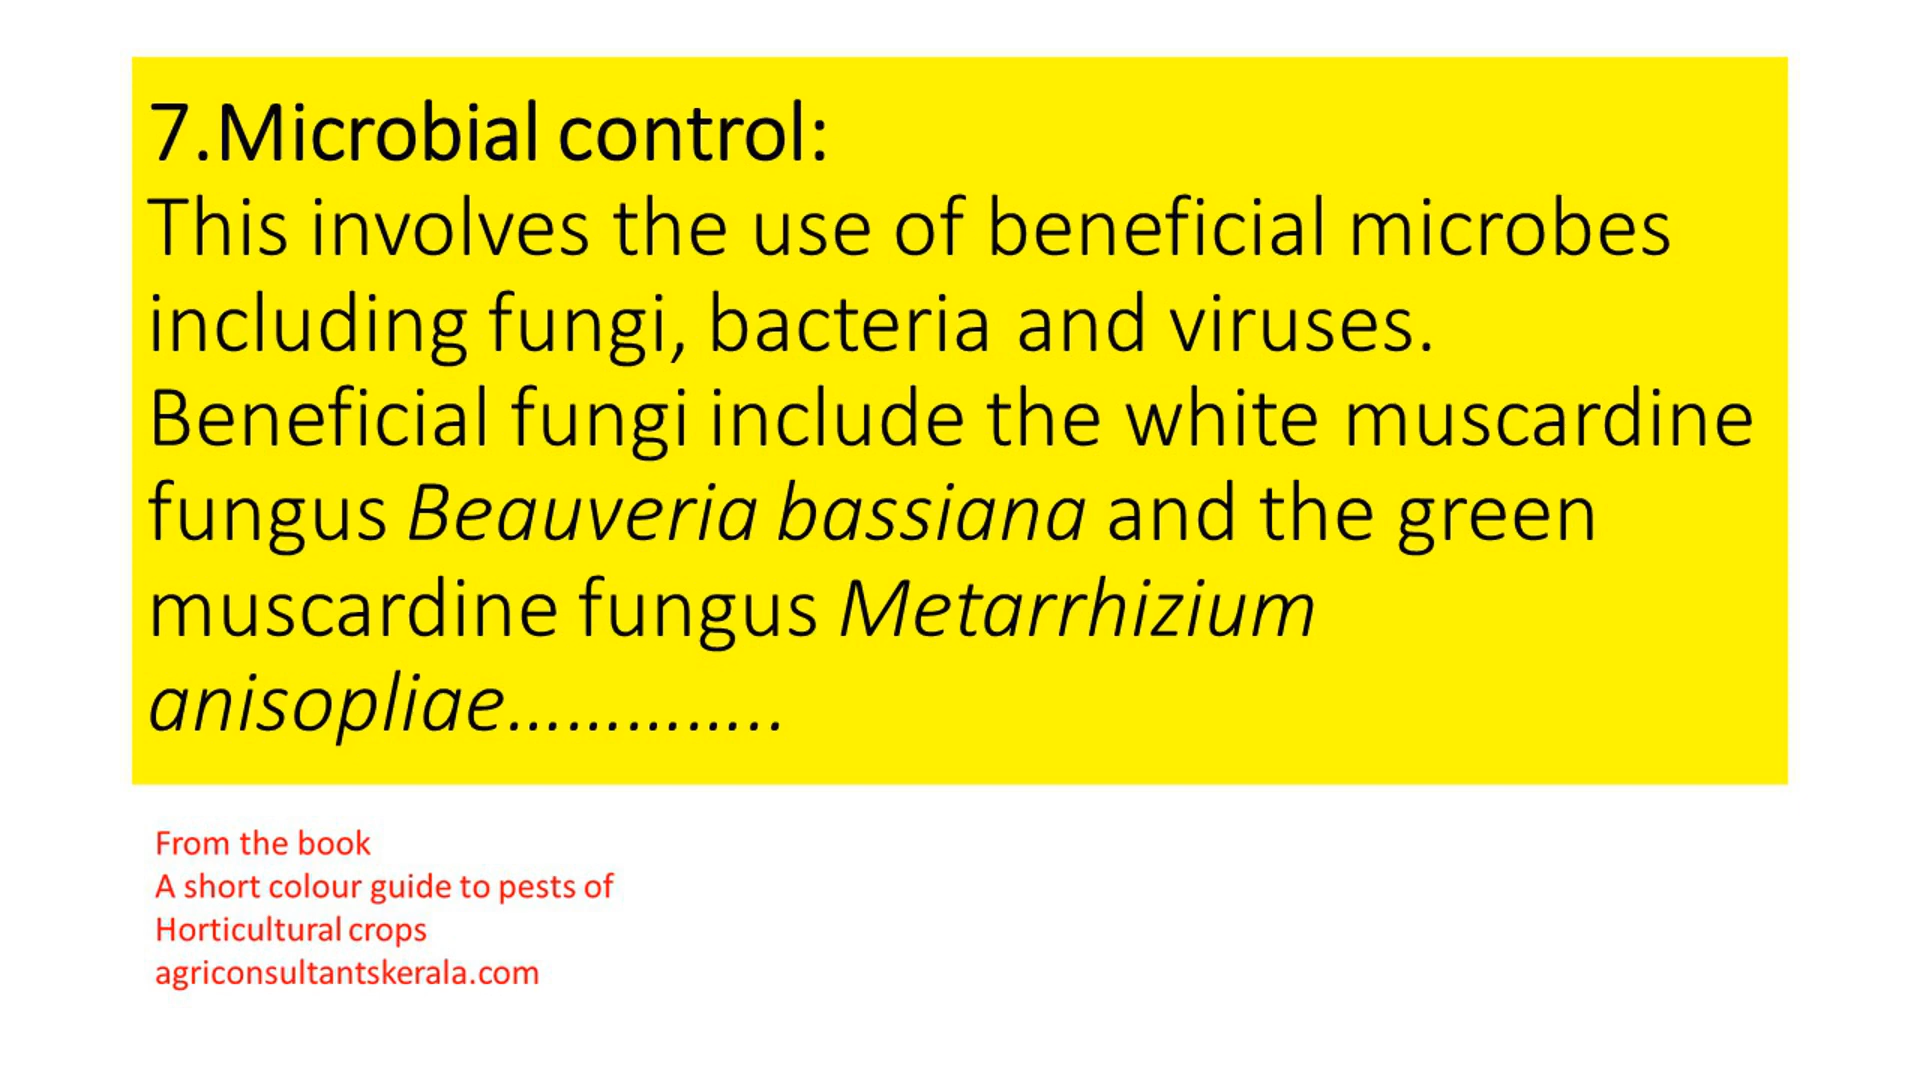 7.Microbial control:
This involves the use of beneficial microbes
including fungi, bacteria and viruses.
Beneficial fungi include the white muscardine
fungus Beauveria bassiana and the green
muscardine fungus Metarrhizium
anisopliae…………..
From the book
A short colour guide to pests of
Horticultural crops
agriconsultantskerala.com